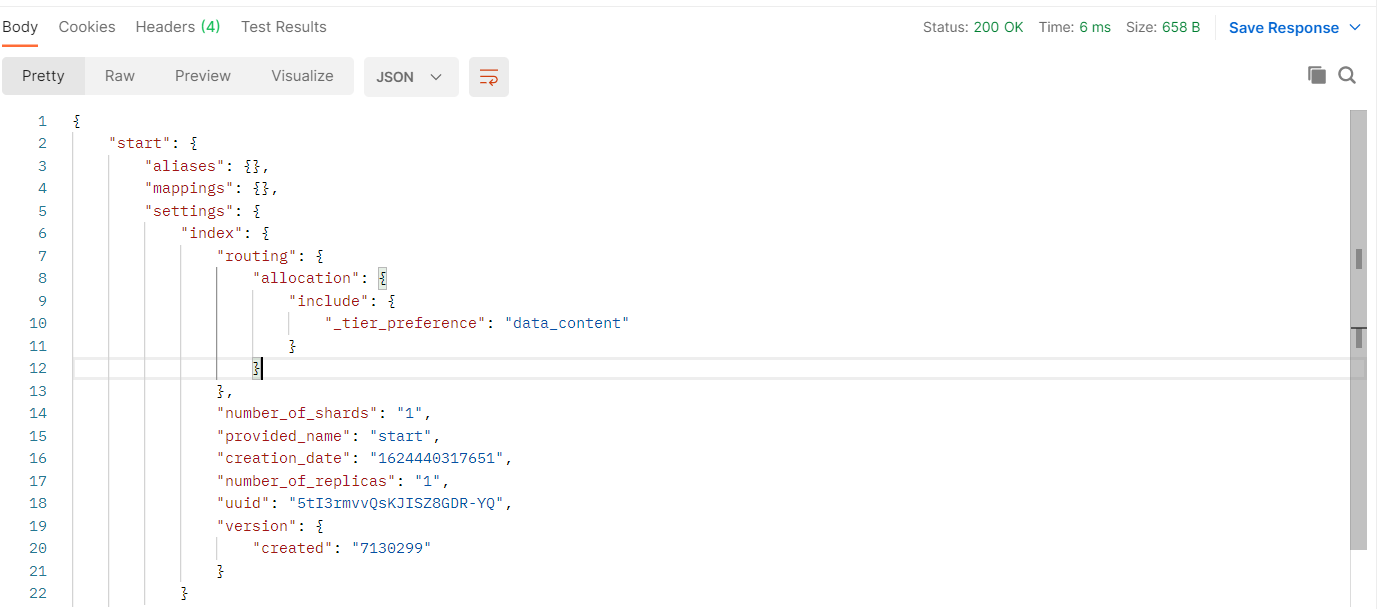 Body Cookies Headers (4) Test Results Status: 200 OK Time: 6 ms Size: 658 B Save Response
Pretty Raw Preview Visualize JSON
1 {
2 "start": {
3 "aliases": {},
4 "mappings": {},
5 "settings": {
6 "index": {
7 "routing": {
8 "allocation": {
9 "include": {
10 "_tier_preference": "data_content"
11 }
12 }
13 },
14 "number_of_shards": "1",
15 "provided_name": "start",
16 "creation_date": "1624440317651",
17 "number_of_replicas": "1",
18 "uuid": "5tI3rmvvQsKJISZ8GDR-YQ",
19 "version": {
20 "created": "7130299"
21 }
22 }